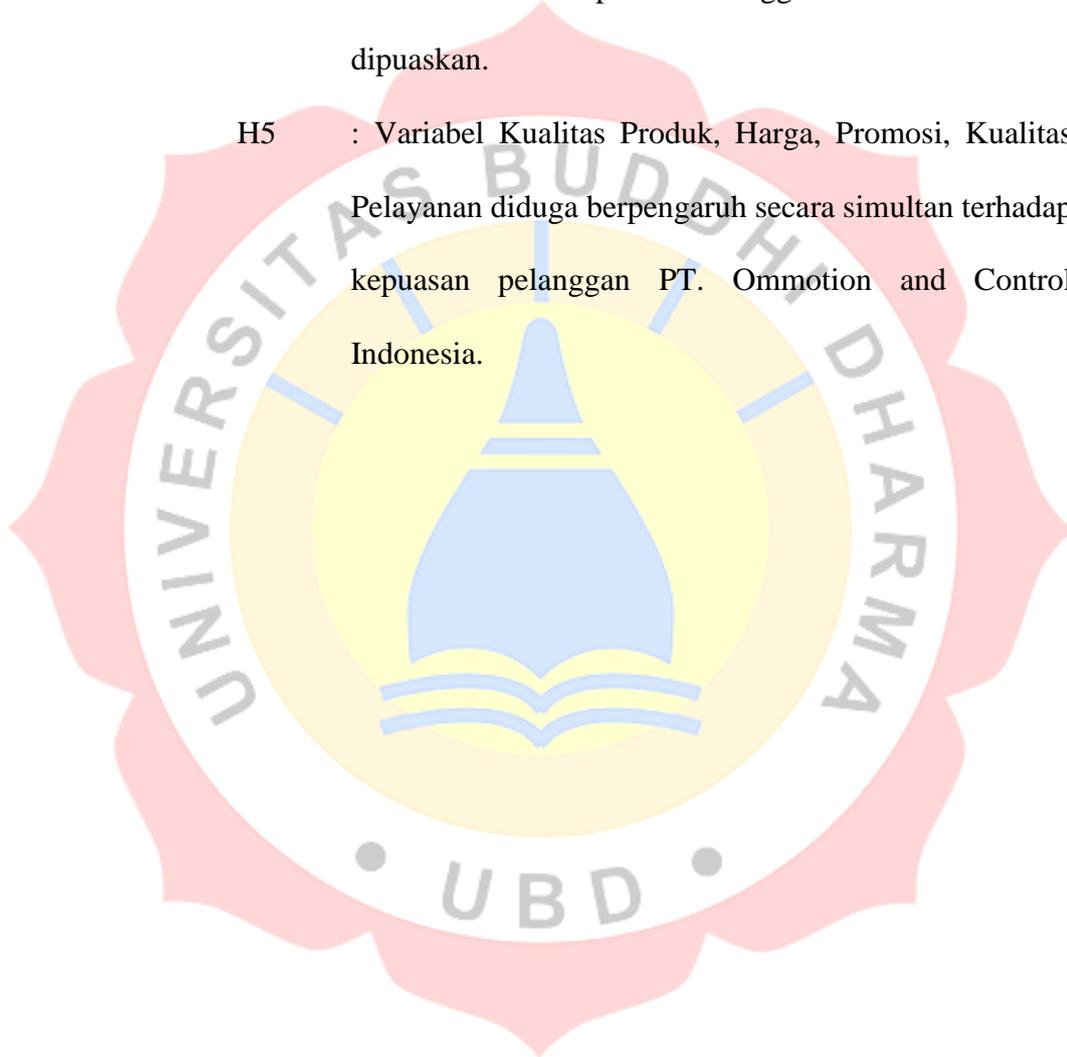 dipuaskan.
H5 : Variabel Kualitas Produk, Harga, Promosi, Kualitas
Pelayanan diduga berpengaruh secara simultan terhadap
kepuasan pelanggan PT. Ommotion and Control
Indonesia.
UNIVERSITAS BUDDHI DHARMA
• UBD •